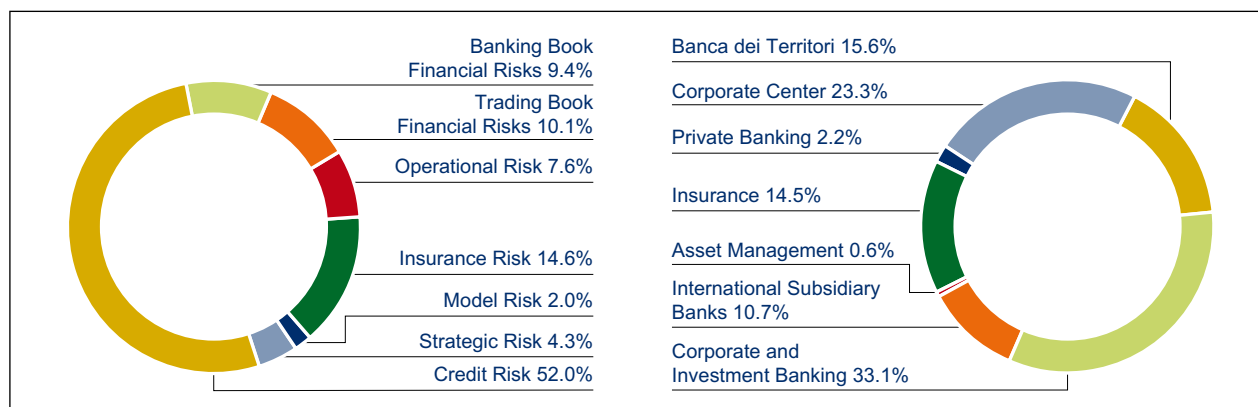 Banking Book
Financial Risks 9.4%
Trading Book
Financial Risks 10.1%
Operational Risk 7.6%
Insurance Risk 14.6%
Model Risk 2.0%
Strategic Risk 4.3%
Credit Risk 52.0%
Banca dei Territori 15.6%
Corporate Center 23.3%
Private Banking 2.2%
Insurance 14.5%
Asset Management 0.6%
International Subsidiary
Banks 10.7%
Corporate and
Investment Banking 33.1%